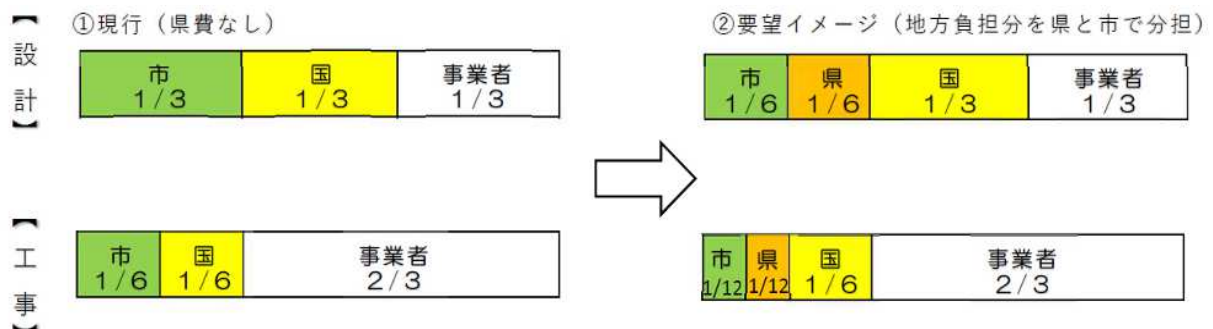 ①現行（県費なし）
②要望イメージ（地方負担分を県と市で分担）
【設計】
市
1/3
国
1/3
事業者
1/3
市
1/6
県
1/6
国
1/3
事業者
1/3
【工事】
市
1/6
国
1/6
事業者
2/3
市
1/12
県
1/12
国
1/6
事業者
2/3